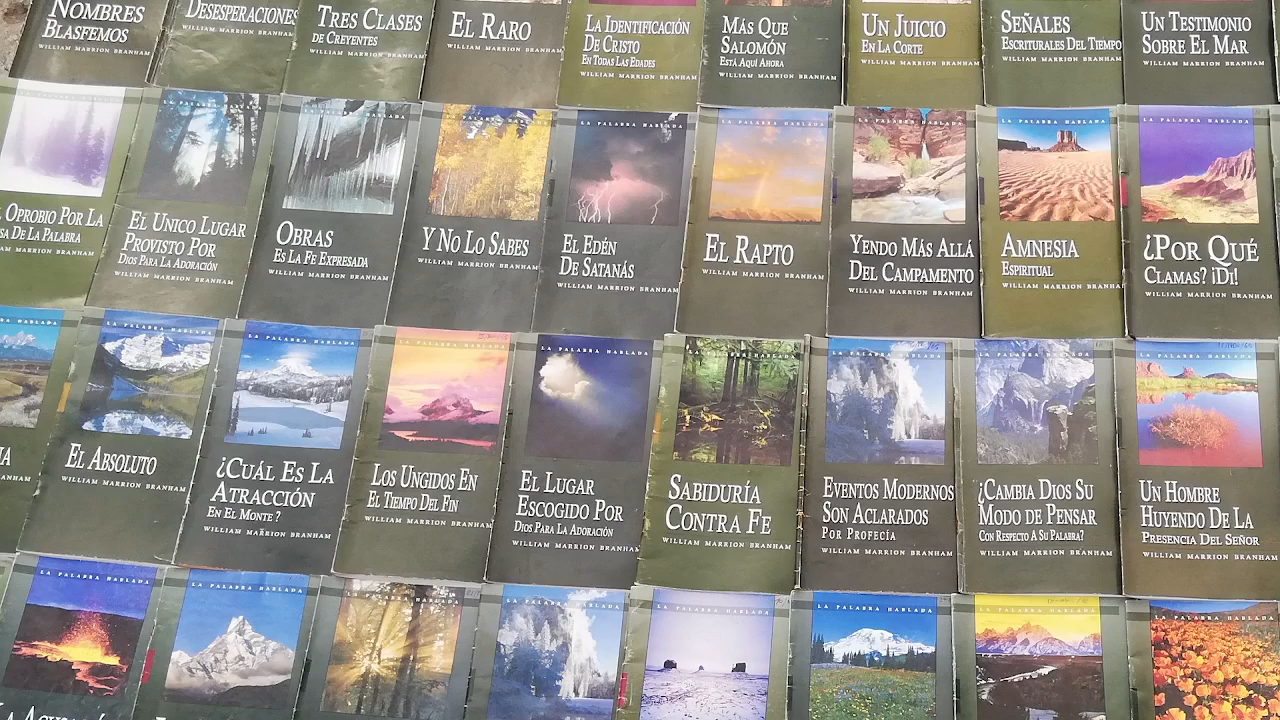 NOMBRES
BLASFEMOS
WILLIAM MARRION BRANHAM
DESESPERACIONES
WILLIAM MARRION BRANHAM
TRES CLASES
DE CREYENTES
WILLIAM MARRION BRANHAM
EL RARO
WILLIAM MARRION BRANHAM
LA IDENTIFICACIÓN
DE CRISTO
EN TODAS LAS EDADES
WILLIAM MARRION BRANHAM
MÁS QUE
SALOMÓN
ESTÁ AQUÍ AHORA
WILLIAM MARRION BRANHAM
UN JUICIO
EN LA CORTE
WILLIAM MARRION BRANHAM
SEÑALES
ESCRITURALES DEL TIEMPO
WILLIAM MARRION BRANHAM
UN TESTIMONIO
SOBRE EL MAR
WILLIAM MARRION BRANHAM
OPROBIO POR LA
SA DE LA PALABRA
MARRION BRANHAM
LA PALABRA HABLADA
EL UNICO LUGAR
PROVISTO POR
DIOS PARA LA ADORACIÓN
WILLIAM MARRION BRANHAM
LA PALABRA HABLADA
OBRAS
ES LA FE EXPRESADA
WILLIAM MARRION BRANHAM
LA PALABRA HABLADA
Y NO LO SABES
WILLIAM MARRION BRANHAM
LA PALABRA HABLADA
EL EDÉN
DE SATANÁS
WILLIAM MARRION BRANHAM
LA PALABRA HABLADA
EL RAPTO
WILLIAM MARRION BRANHAM
LA PALABRA HABLADA
YENDO MÁS ALLÁ
DEL CAMPAMENTO
WILLIAM MARRION BRANHAM
LA PALABRA HABLADA
AMNESIA
ESPIRITUAL
WILLIAM MARRION BRANHAM
LA PALABRA HABLADA
¿POR QUÉ
CLAMAS? ¡DI!
WILLIAM MARRION BRANHAM
LA PALABRA HABLADA
EL ABSOLUTO
WILLIAM MARRION BRANHAM
LA PALABRA HABLADA
¿CUÁL ES LA
ATRACCIÓN
EN EL MONTE?
WILLIAM MARRION BRANHAM
LA PALABRA HABLADA
LOS UNGIDOS EN
EL TIEMPO DEL FIN
WILLIAM MARRION BRANHAM
LA PALABRA HABLADA
EL LUGAR
ESCOGIDO POR
DIOS PARA LA ADORACIÓN
WILLIAM MARRION BRANHAM
LA PALABRA HABLADA
SABIDURÍA
CONTRA FE
WILLIAM MARRION BRANHAM
LA PALABRA HABLADA
EVENTOS MODERNOS
SON ACLARADOS
POR PROFECÍA
WILLIAM MARRION BRANHAM
LA PALABRA HABLADA
¿CAMBIA DIOS SU
MODO DE PENSAR
CON RESPECTO A SU PALABRA?
WILLIAM MARRION BRANHAM
LA PALABRA HABLADA
UN HOMBRE
HUYENDO DE LA
PRESENCIA DEL SEÑOR
WILLIAM MARRION BRANHAM
LA PALABRA HABLADA
LA PALABRA HABLADA
LA PALABRA HABLADA
LA PALABRA HABLADA
LA PALABRA HABLADA
LA PALABRA HABLADA
LA PALABRA HABLADA
LA PALABRA HABLADA